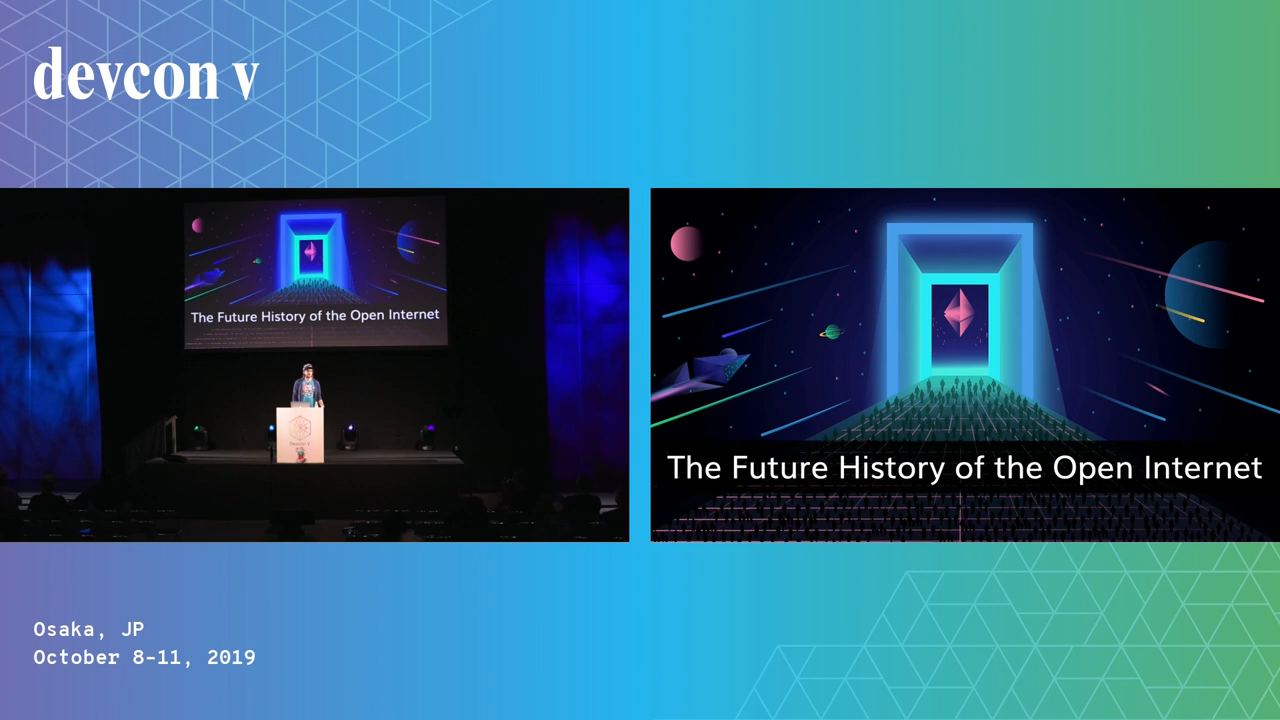 devcon v
The Future History of the Open Internet
Devcon V
The Future History of the Open Internet
Osaka, JP
October 8-11, 2019